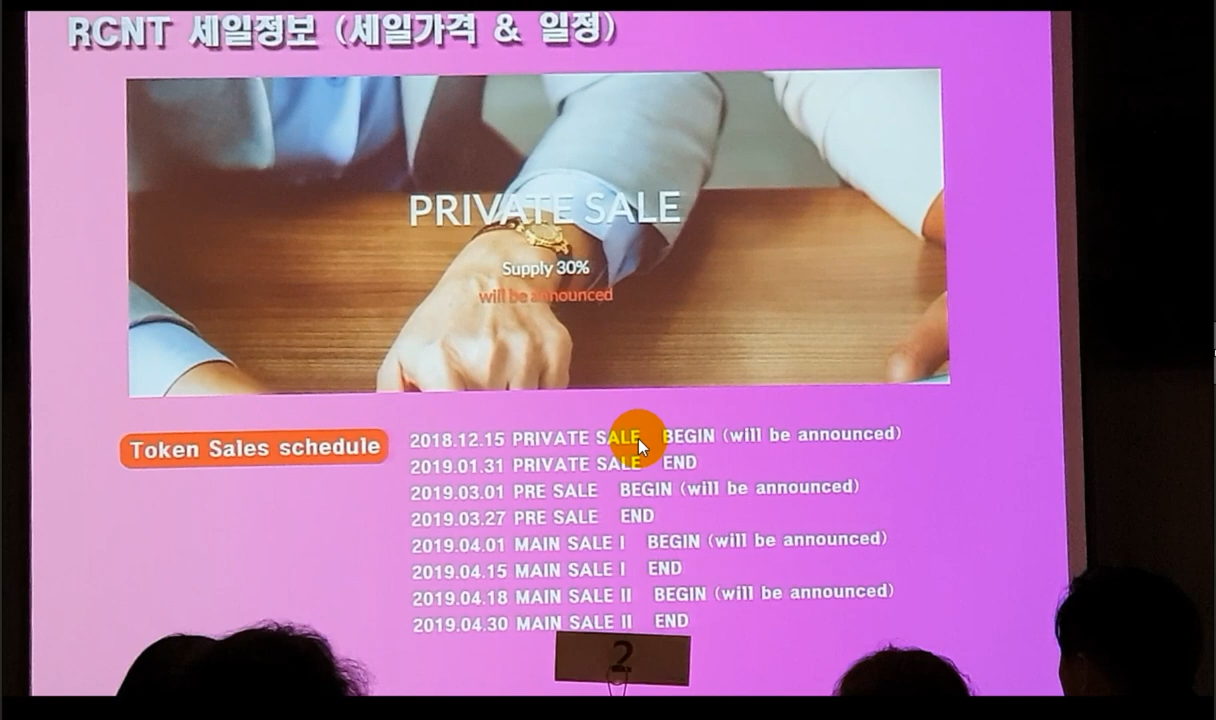 RCNT 세일정보 (세일가격 & 일정)
PRIVATE SALE
Supply 30%
will be announced
Token Sales schedule
2018.12.15 PRIVATE SALE BEGIN (will be announced)
2019.01.31 PRIVATE SALE END
2019.03.01 PRE SALE BEGIN (will be announced)
2019.03.27 PRE SALE END
2019.04.01 MAIN SALE I BEGIN (will be announced)
2019.04.15 MAIN SALE I END
2019.04.18 MAIN SALE II BEGIN (will be announced)
2019.04.30 MAIN SALE II END
2